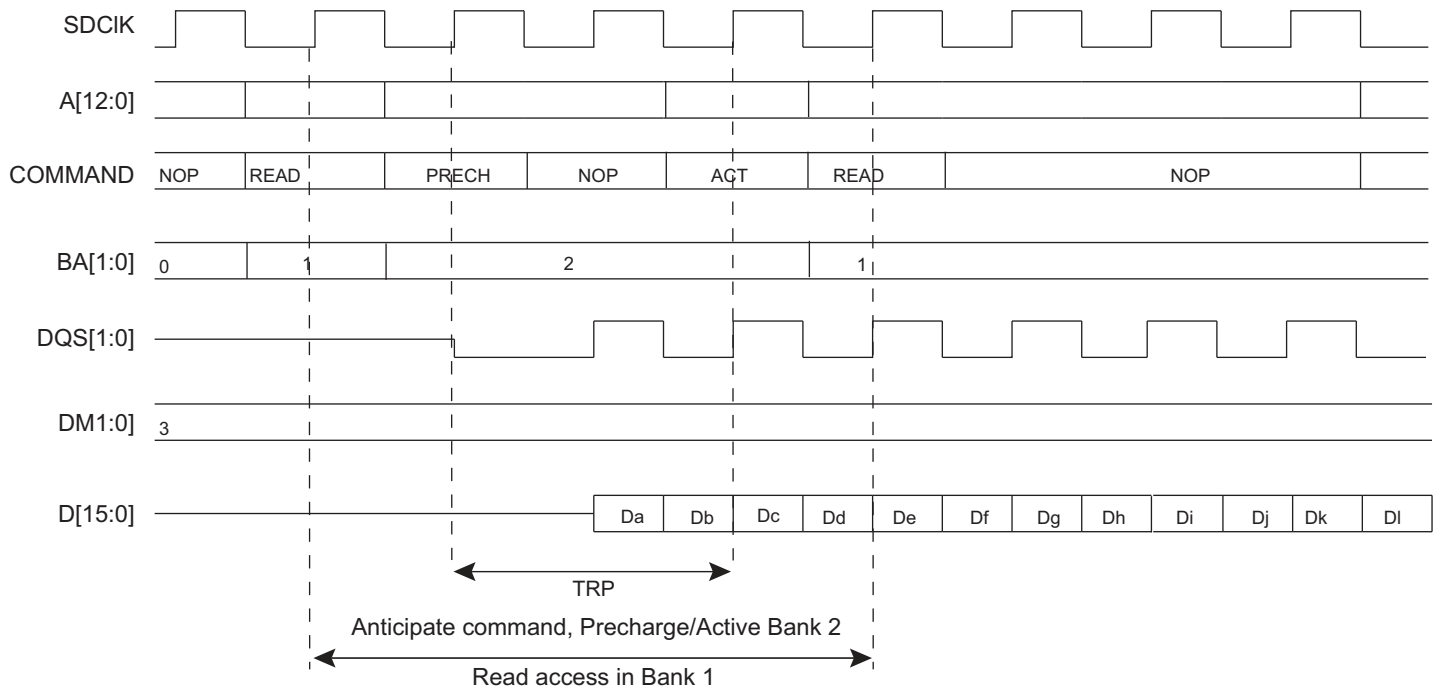 SDClK
A[12:0]
COMMAND NOP READ PRECH NOP ACT READ NOP
BA[1:0] 0 1 2 1
DQS[1:0]
DM1:0] 3
D[15:0] Da Db Dc Dd De Df Dg Dh Di Dj Dk Dl
TRP
Anticipate command, Precharge/Active Bank 2
Read access in Bank 1